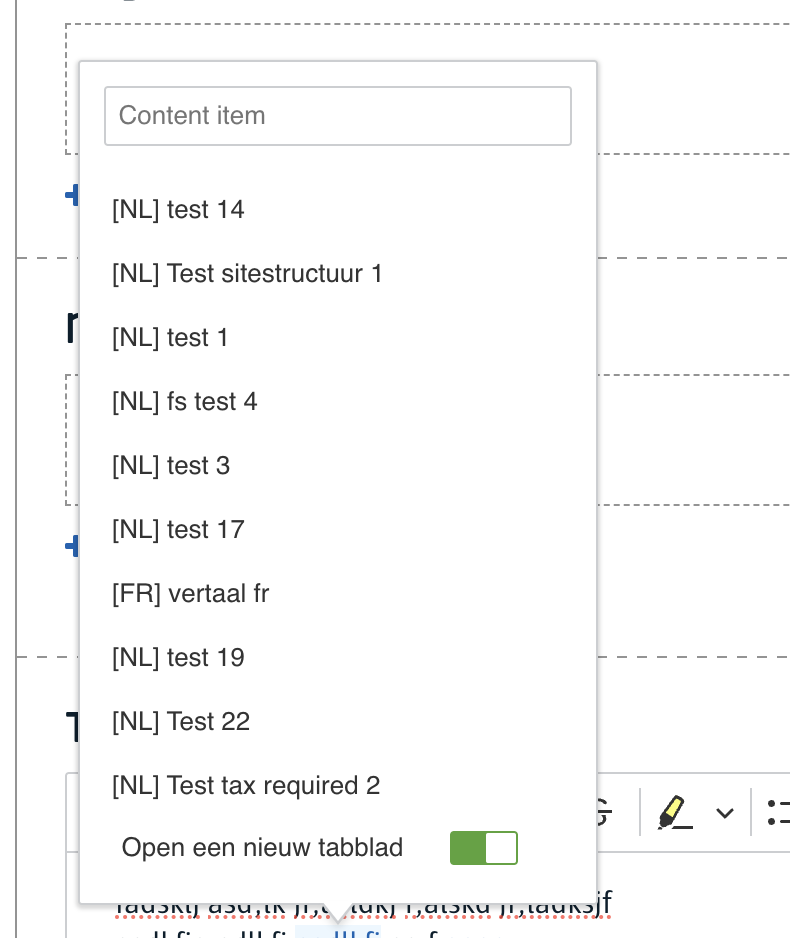 Content item
[NL] test 14
[NL] Test sitestructuur 1
[NL] test 1
[NL] fs test 4
[NL] test 3
[NL] test 17
[FR] vertaal fr
[NL] test 19
[NL] Test 22
[NL] Test tax required 2
Open een nieuw tabblad